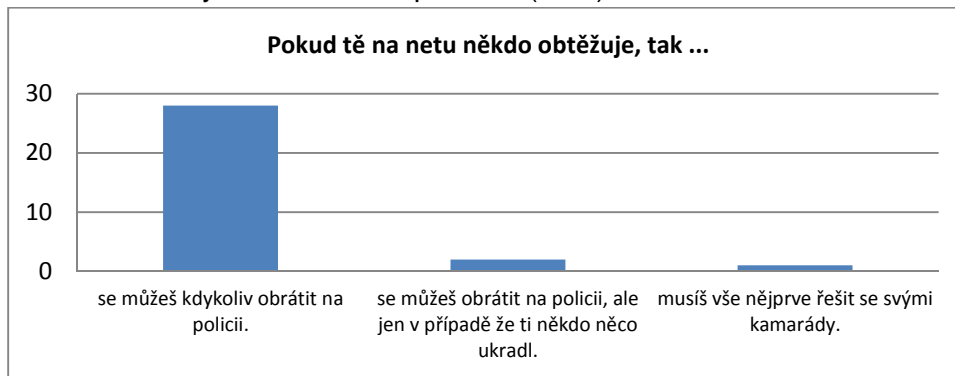 Pokud tě na netu někdo obtěžuje, tak ...
30
20
10
0
se můžeš kdykoliv obrátit na
policii.
se můžeš obrátit na policii, ale
jen v případě že ti někdo něco
ukradl.
musíš vše nějprve řešit se svými
kamarády.